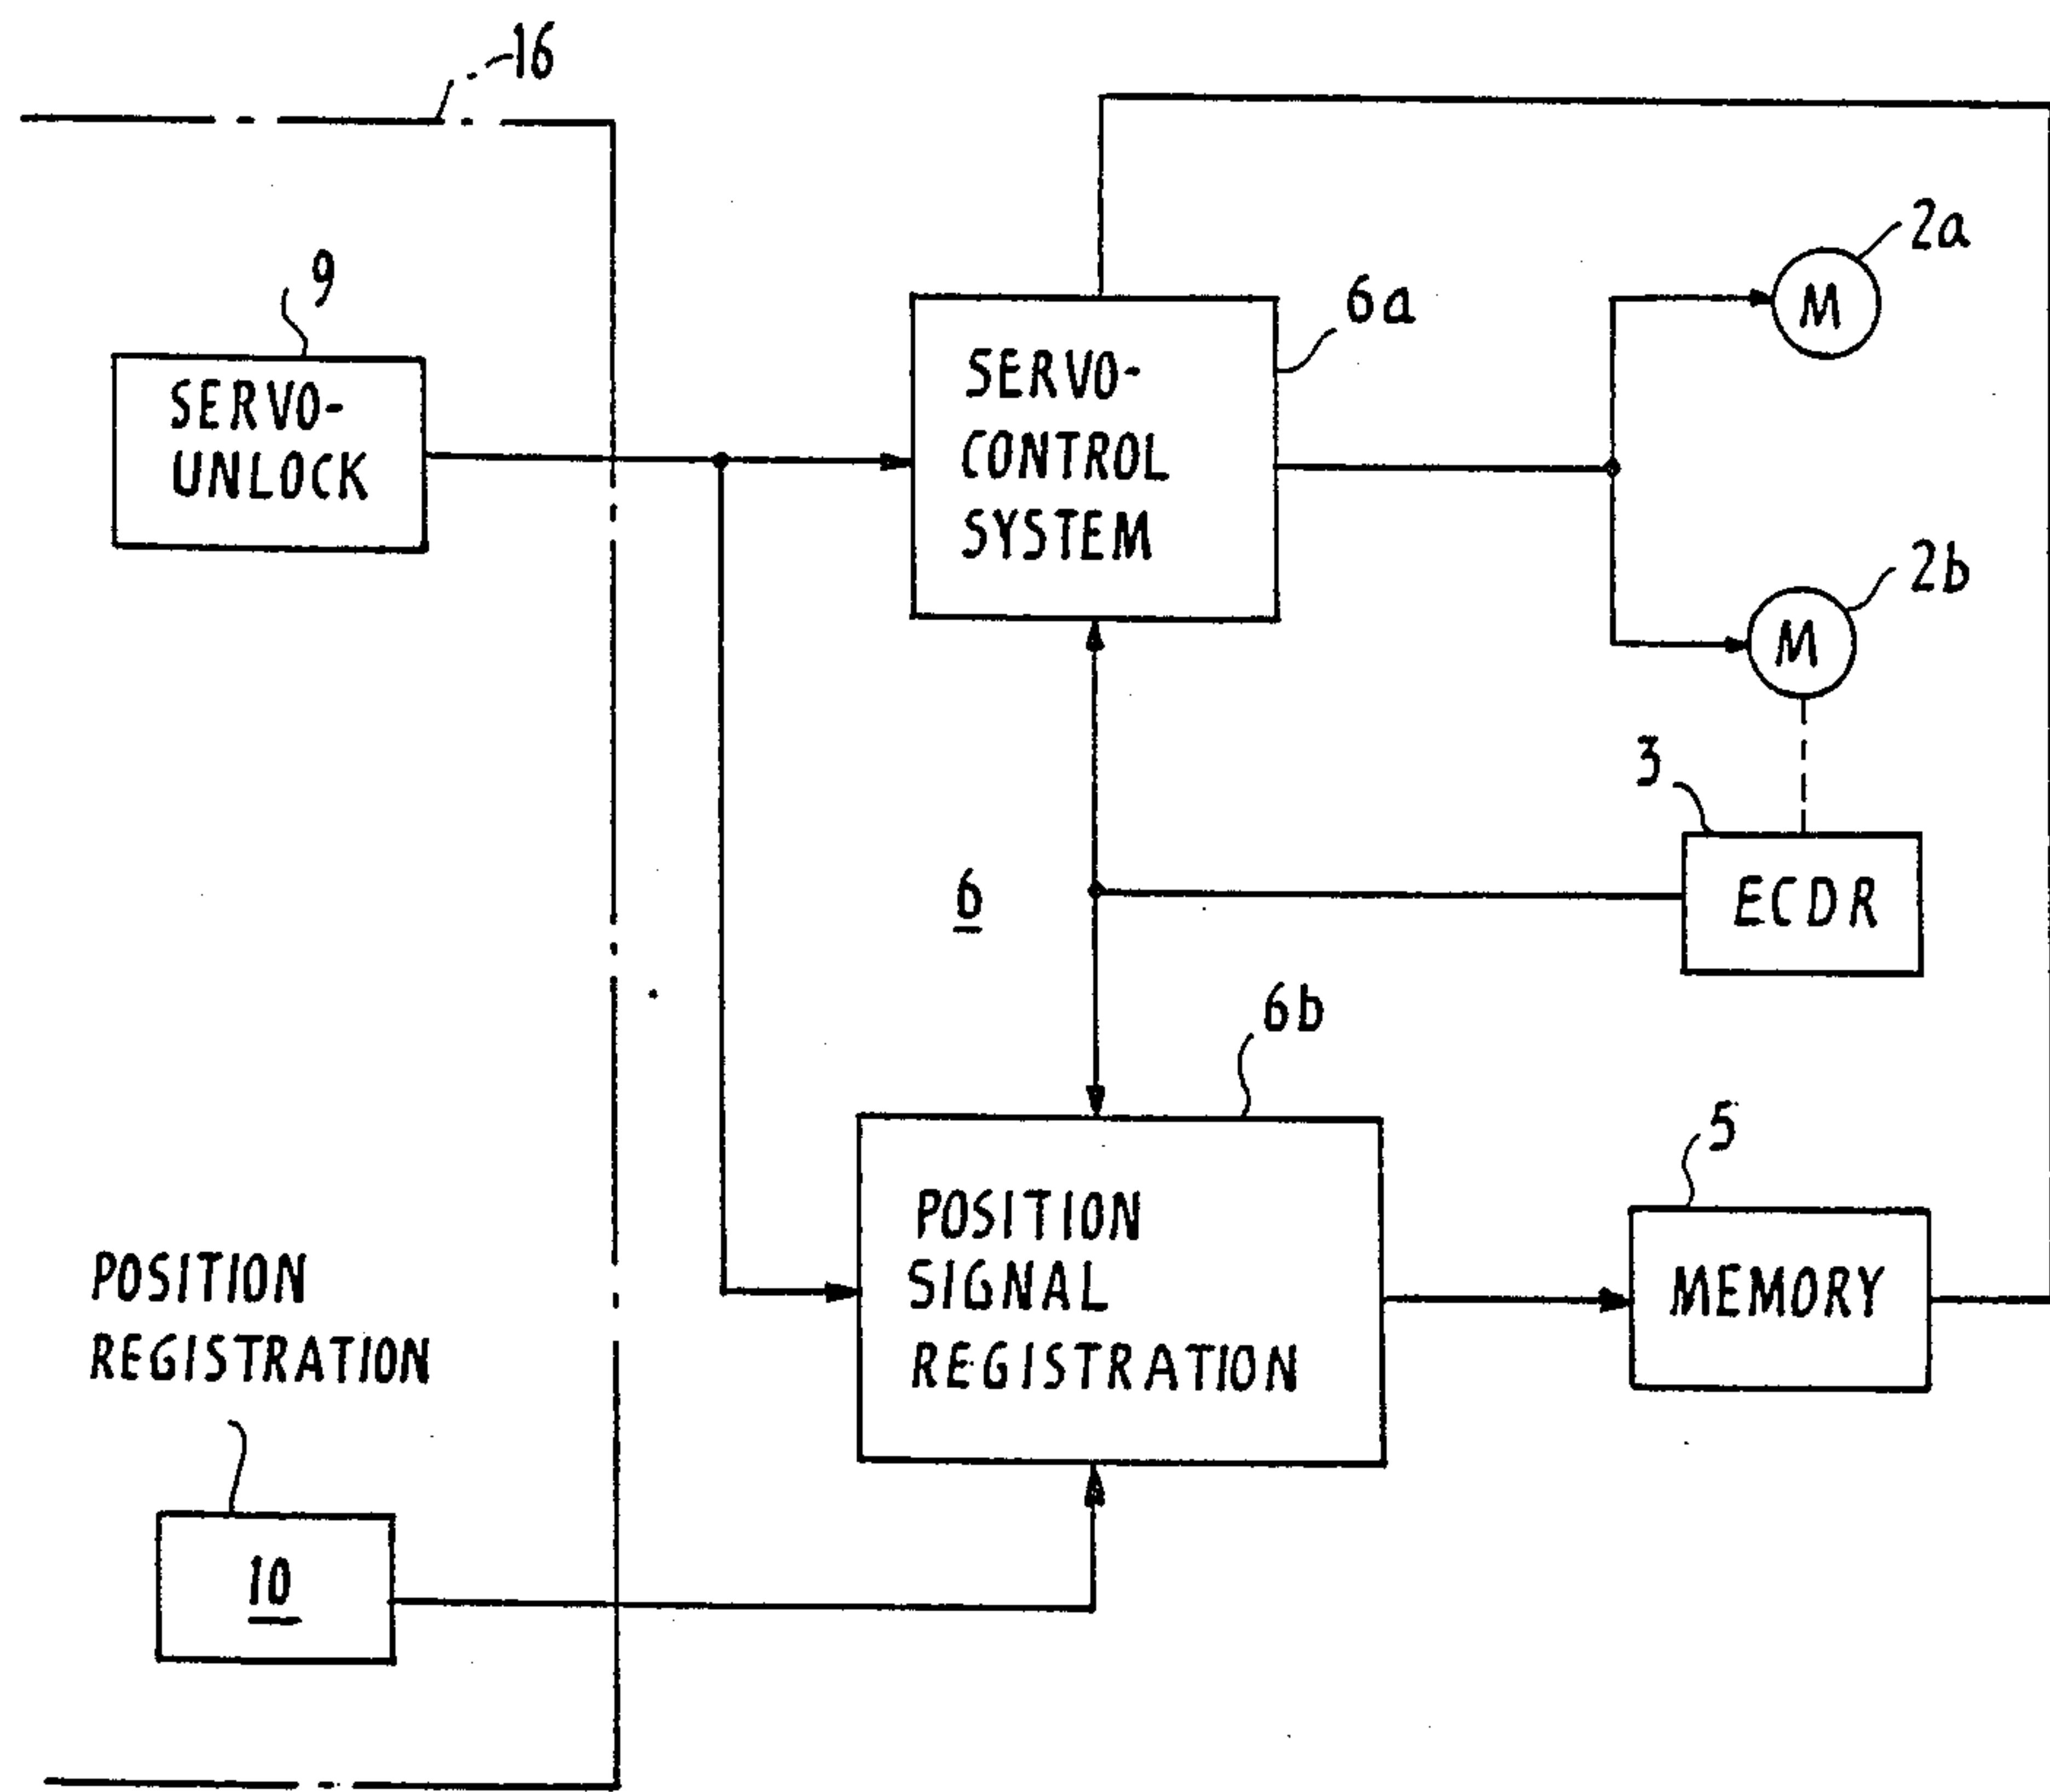 16
9
SERVO-
UNLOCK
6a
SERVO-
CONTROL
SYSTEM
2a
M
2b
M
3
ECDR
6
6b
POSITION
SIGNAL
REGISTRATION
5
MEMORY
POSITION
REGISTRATION
10